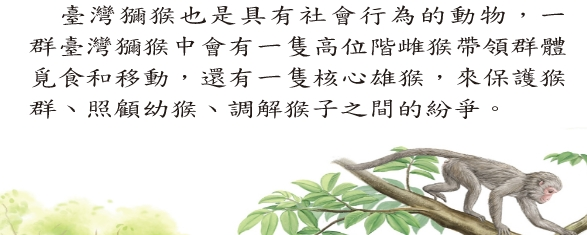 臺灣獼猴也是具有社會行為的動物，一
群臺灣獼猴中會有一隻高位階雌猴帶領群體
覓食和移動，還有一隻核心雄猴，來保護猴
群、照顧幼猴、調解猴子之間的紛爭。